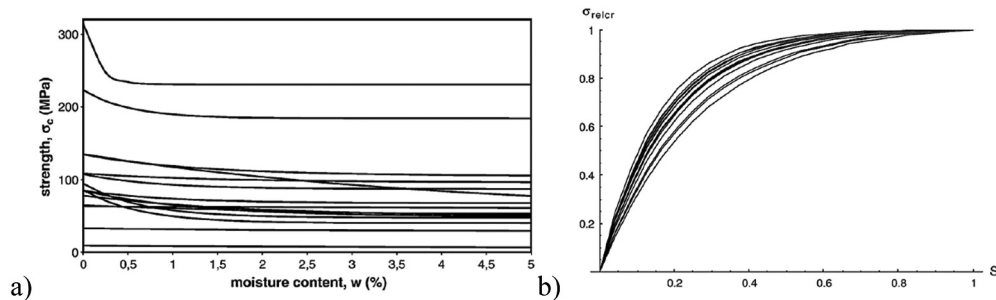 a)
strength, σc (MPa)
300
200
100
0
0 0,5 1 1,5 2 2,5 3 3,5 4 4,5 5
moisture content, w (%)
b)
σrelcr
1
0.8
0.6
0.4
0.2
0.2 0.4 0.6 0.8 1
S